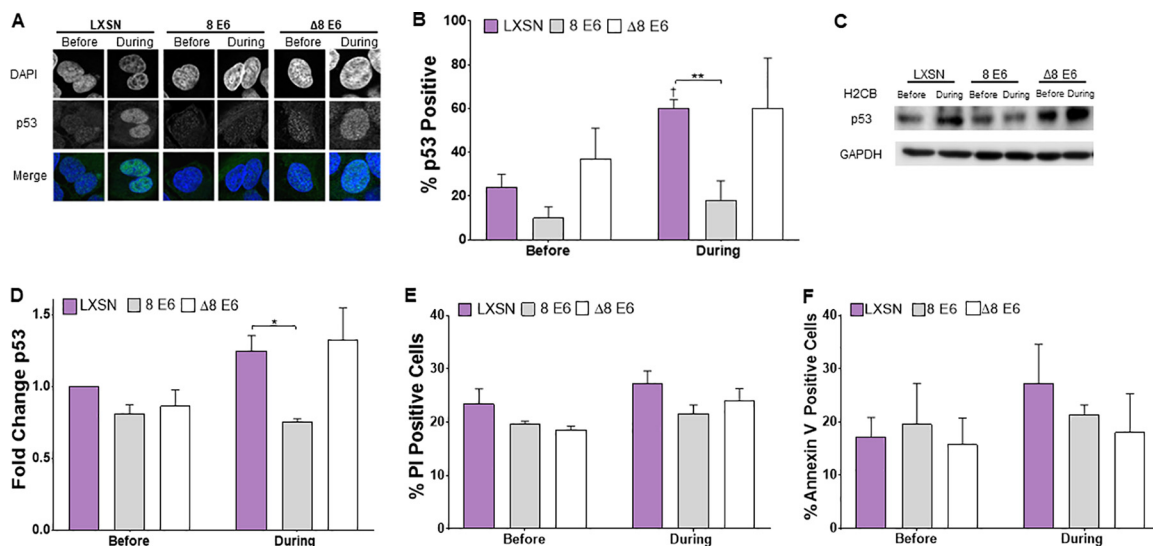 A
LXSN 8 E6 Δ8 E6
Before During Before During Before During
DAPI
p53
Merge
B
LXSN 8 E6 Δ8 E6
% p53 Positive
100
80
60
40
20
0
**
†
Before During
C
LXSN 8 E6 Δ8 E6
H2CB Before During Before During Before During
p53
GAPDH
D
LXSN 8 E6 Δ8 E6
Fold Change p53
1.5
1.0
0.5
0.0
*
Before During
E
LXSN 8 E6 Δ8 E6
% PI Positive Cells
40
30
20
10
0
Before During
F
LXSN 8 E6 Δ8 E6
% Annexin V Positive Cells
40
30
20
10
0
Before During